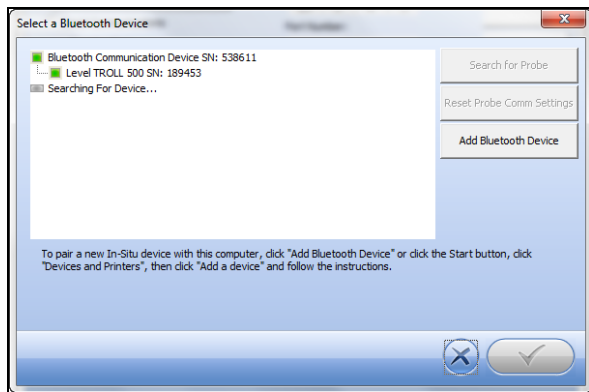 Select a Bluetooth Device
Bluetooth Communication Device SN: 538611
Level TROLL 500 SN: 189453
Searching For Device...
Search for Probe
Reset Probe Comm Settings
Add Bluetooth Device
To pair a new In-Situ device with this computer, click "Add Bluetooth Device" or click the Start button, click
"Devices and Printers", then click "Add a device" and follow the instructions.